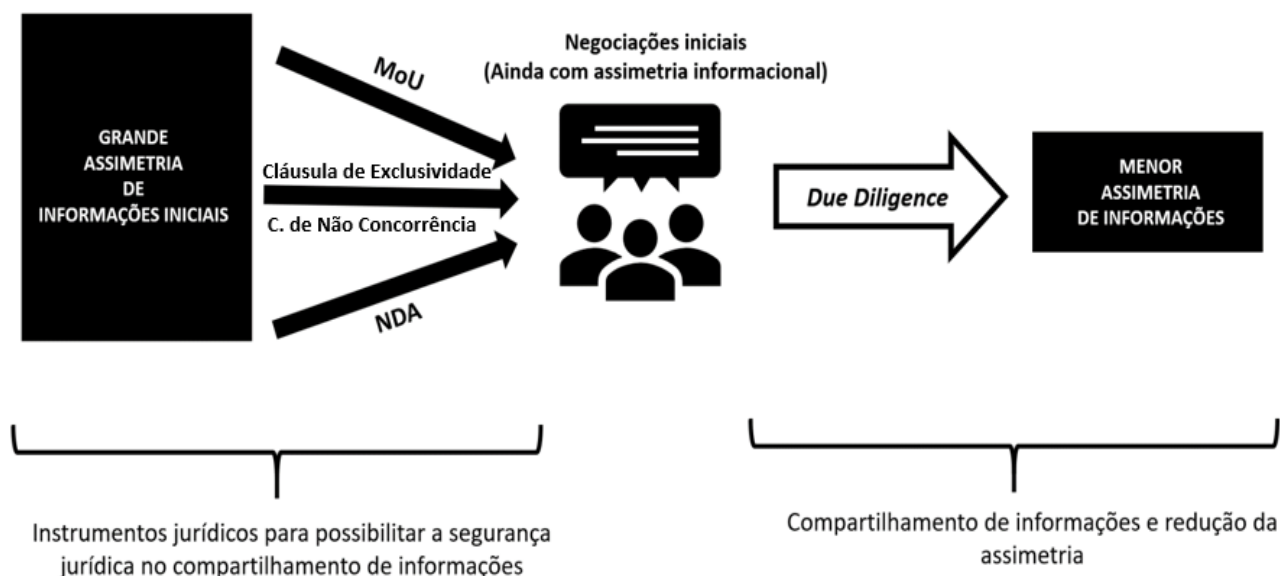 GRANDE
ASSIMETRIA
DE
INFORMAÇÕES INICIAIS
MoU
Cláusula de Exclusividade
C. de Não Concorrência
NDA
Negociações iniciais
(Ainda com assimetria informacional)
Due Diligence
MENOR
ASSIMETRIA
DE INFORMAÇÕES
Instrumentos jurídicos para possibilitar a segurança
jurídica no compartilhamento de informações
Compartilhamento de informações e redução da
assimetria